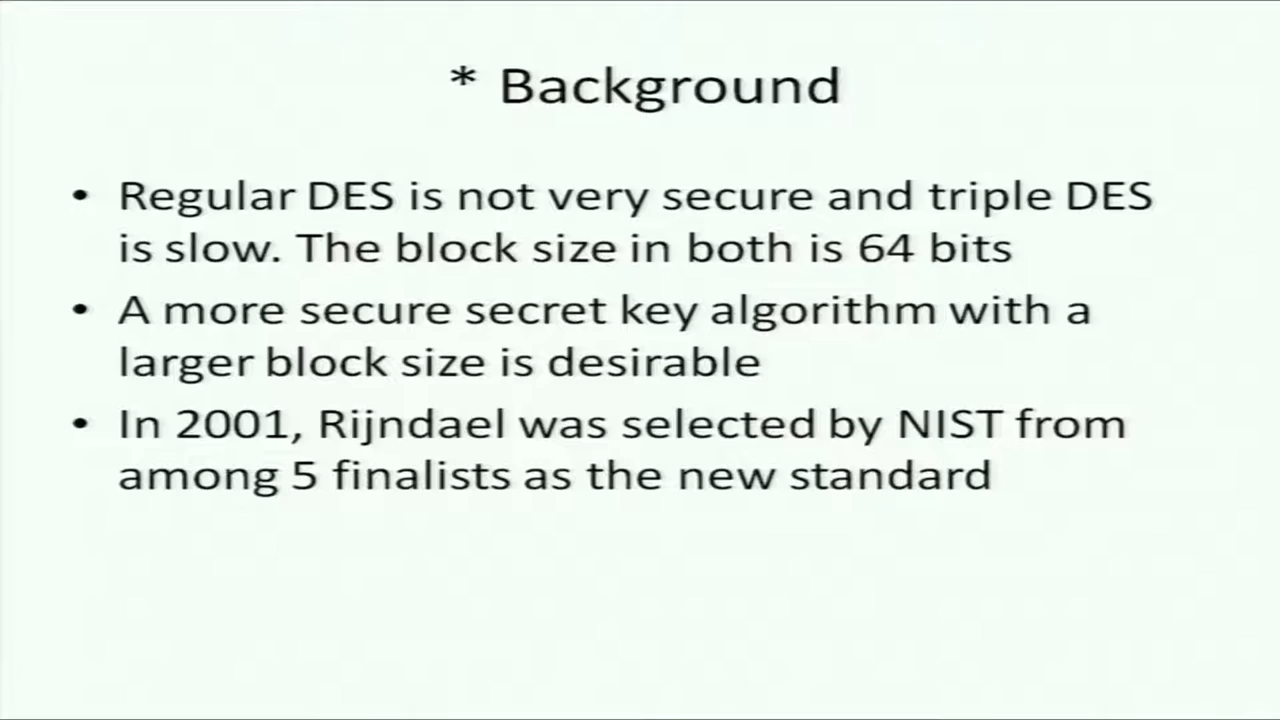 * Background
• Regular DES is not very secure and triple DES
is slow. The block size in both is 64 bits
• A more secure secret key algorithm with a
larger block size is desirable
• In 2001, Rijndael was selected by NIST from
among 5 finalists as the new standard